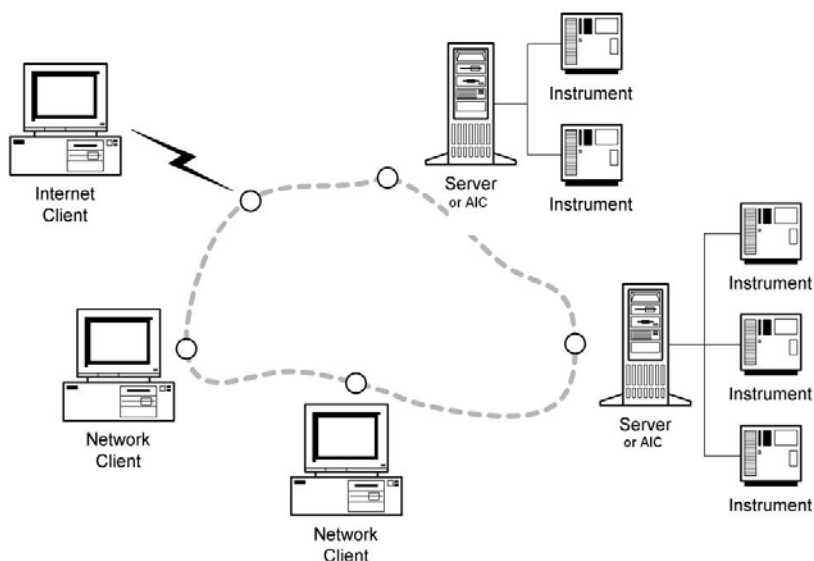 Instrument
Internet
Client
Server
or AIC
Instrument
Instrument
Network
Client
Server
or AIC
Instrument
Instrument
Network
Client